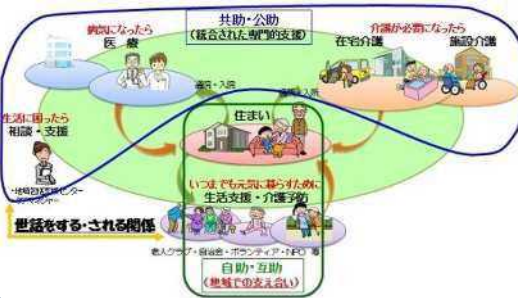 共助・公助
(統合された専門的支援)
病気になったら
医 療
介護が必要になったら
在宅介護
施設介護
通院・入院
生活に困ったら
相談・支援
住まい
いつまでも元気に暮らすために
生活支援・介護予防
世話をする・される関係
老人クラブ・自治会・ボランティア・NPO 等
自助・互助
(地域での支え合い)